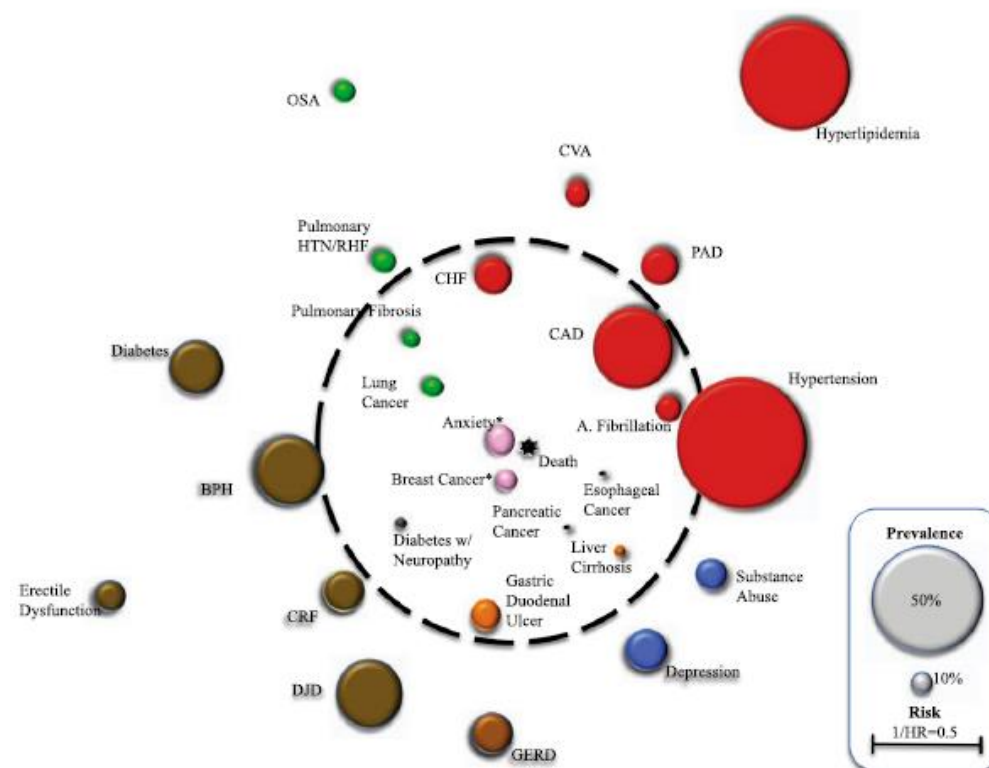 OSA
Hyperlipidemia
CVA
Pulmonary
HTN/RHF
CHF
PAD
Pulmonary Fibrosis
CAD
Diabetes
Hypertension
Lung
Cancer
Anxiety*
A. Fibrillation
Death
Breast Cancer*
Esophageal
Cancer
BPH
Pancreatic
Cancer
Diabetes w/
Neuropathy
Liver
Cirrhosis
Prevalence
50%
Substance
Abuse
Erectile
Dysfunction
CRF
Gastric
Duodenal
Ulcer
Depression
10%
DJD
Risk
1/HR=0.5
GERD